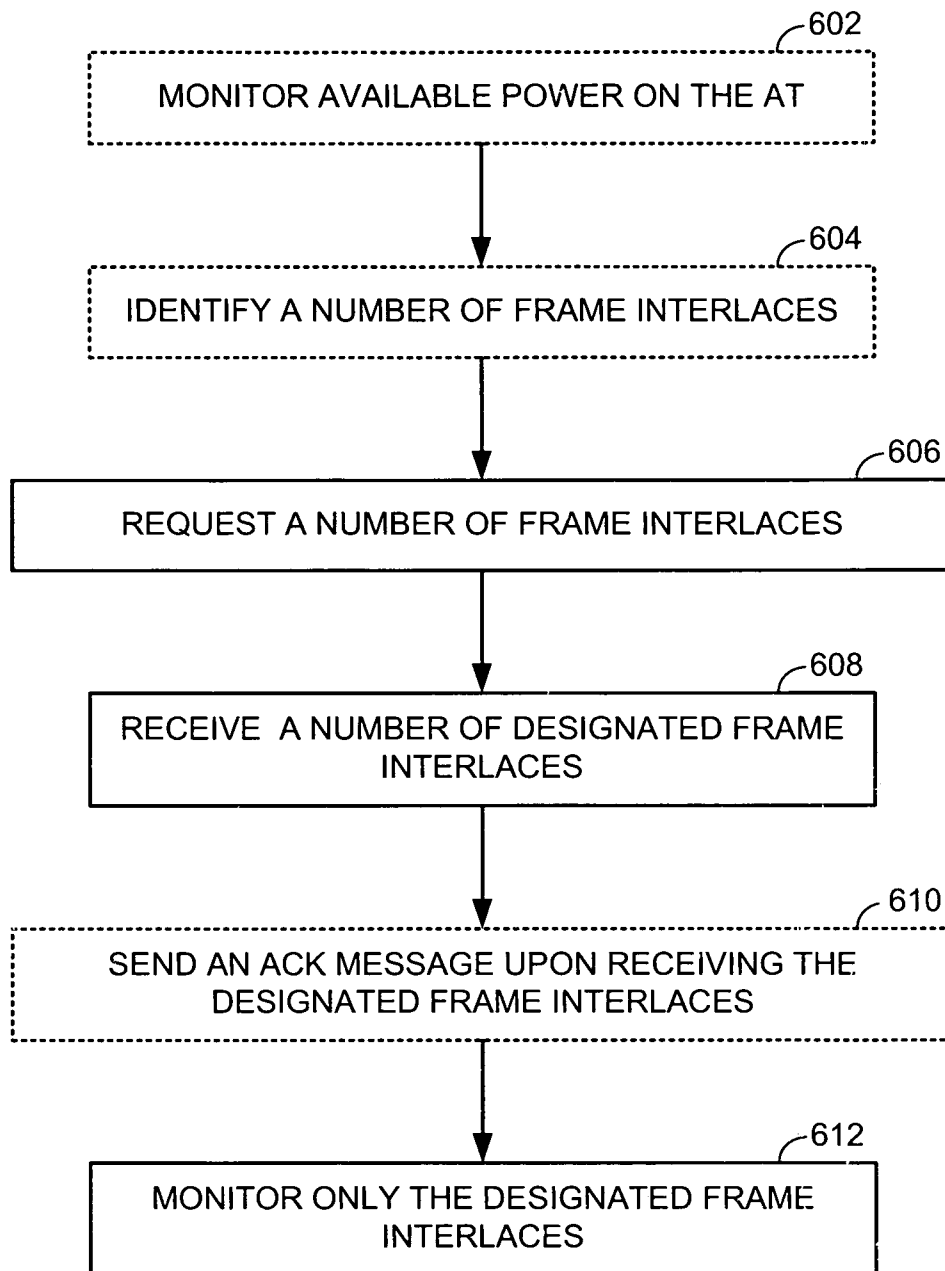 602
MONITOR AVAILABLE POWER ON THE AT
604
IDENTIFY A NUMBER OF FRAME INTERLACES
606
REQUEST A NUMBER OF FRAME INTERLACES
608
RECEIVE A NUMBER OF DESIGNATED FRAME
INTERLACES
610
SEND AN ACK MESSAGE UPON RECEIVING THE
DESIGNATED FRAME INTERLACES
612
MONITOR ONLY THE DESIGNATED FRAME
INTERLACES